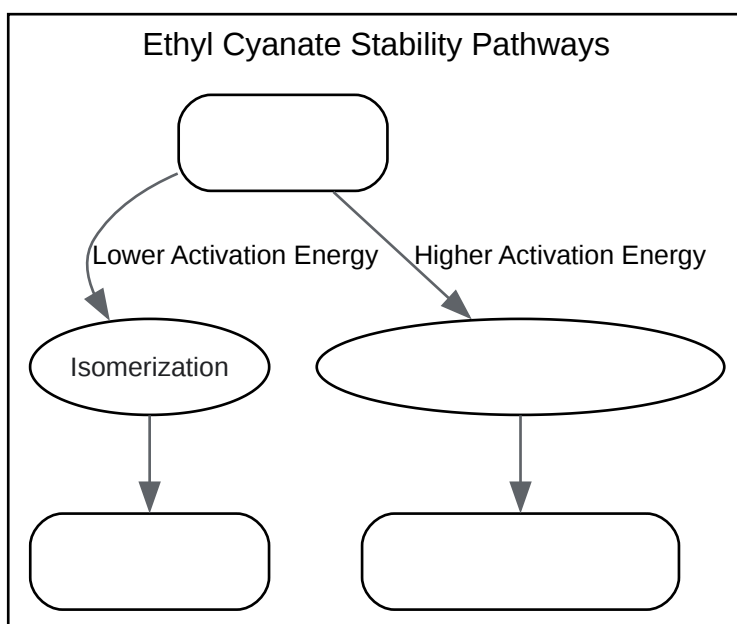 Ethyl Cyanate Stability Pathways
Lower Activation Energy
Higher Activation Energy
Isomerization